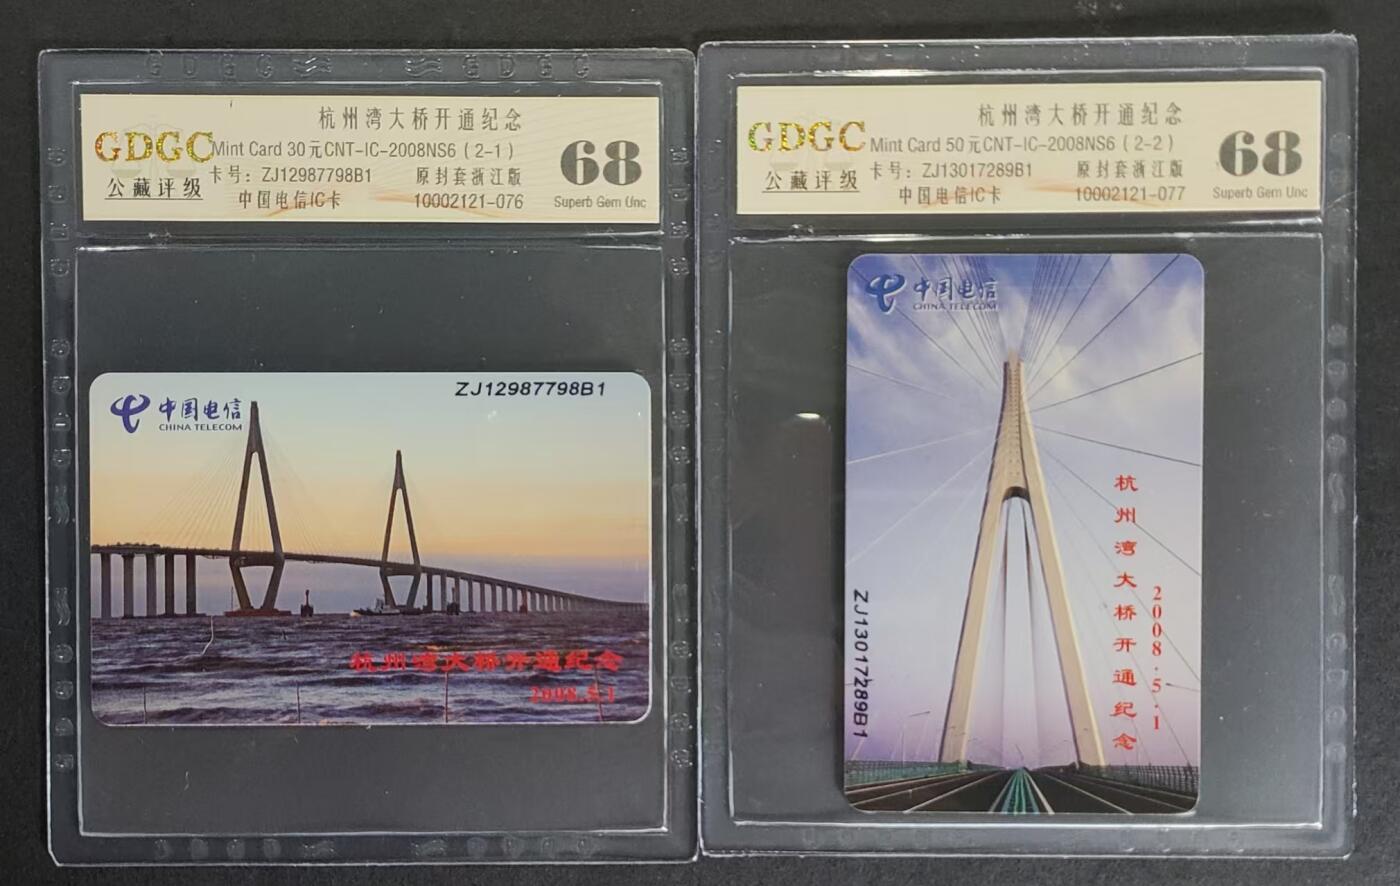 杭州湾大桥开通纪念
GDGC
Mint Card 30元CNT-IC-2008NS6 (2-1)
68
公藏评级
卡号: ZJ12987798B1 原封套浙江版
中国电信IC卡 10002121-076
Superb Gem Unc
中国电信
CHINA TELECOM
ZJ12987798B1
杭州湾大桥开通纪念
2008.5.1
杭州湾大桥开通纪念
GDGC
Mint Card 50元CNT-IC-2008NS6 (2-2)
68
公藏评级
卡号: ZJ13017289B1 原封套浙江版
中国电信IC卡 10002121-077
Superb Gem Unc
中国电信
CHINA TELECOM
杭州湾大桥开通纪念
2008.5.1
ZJ13017289B1